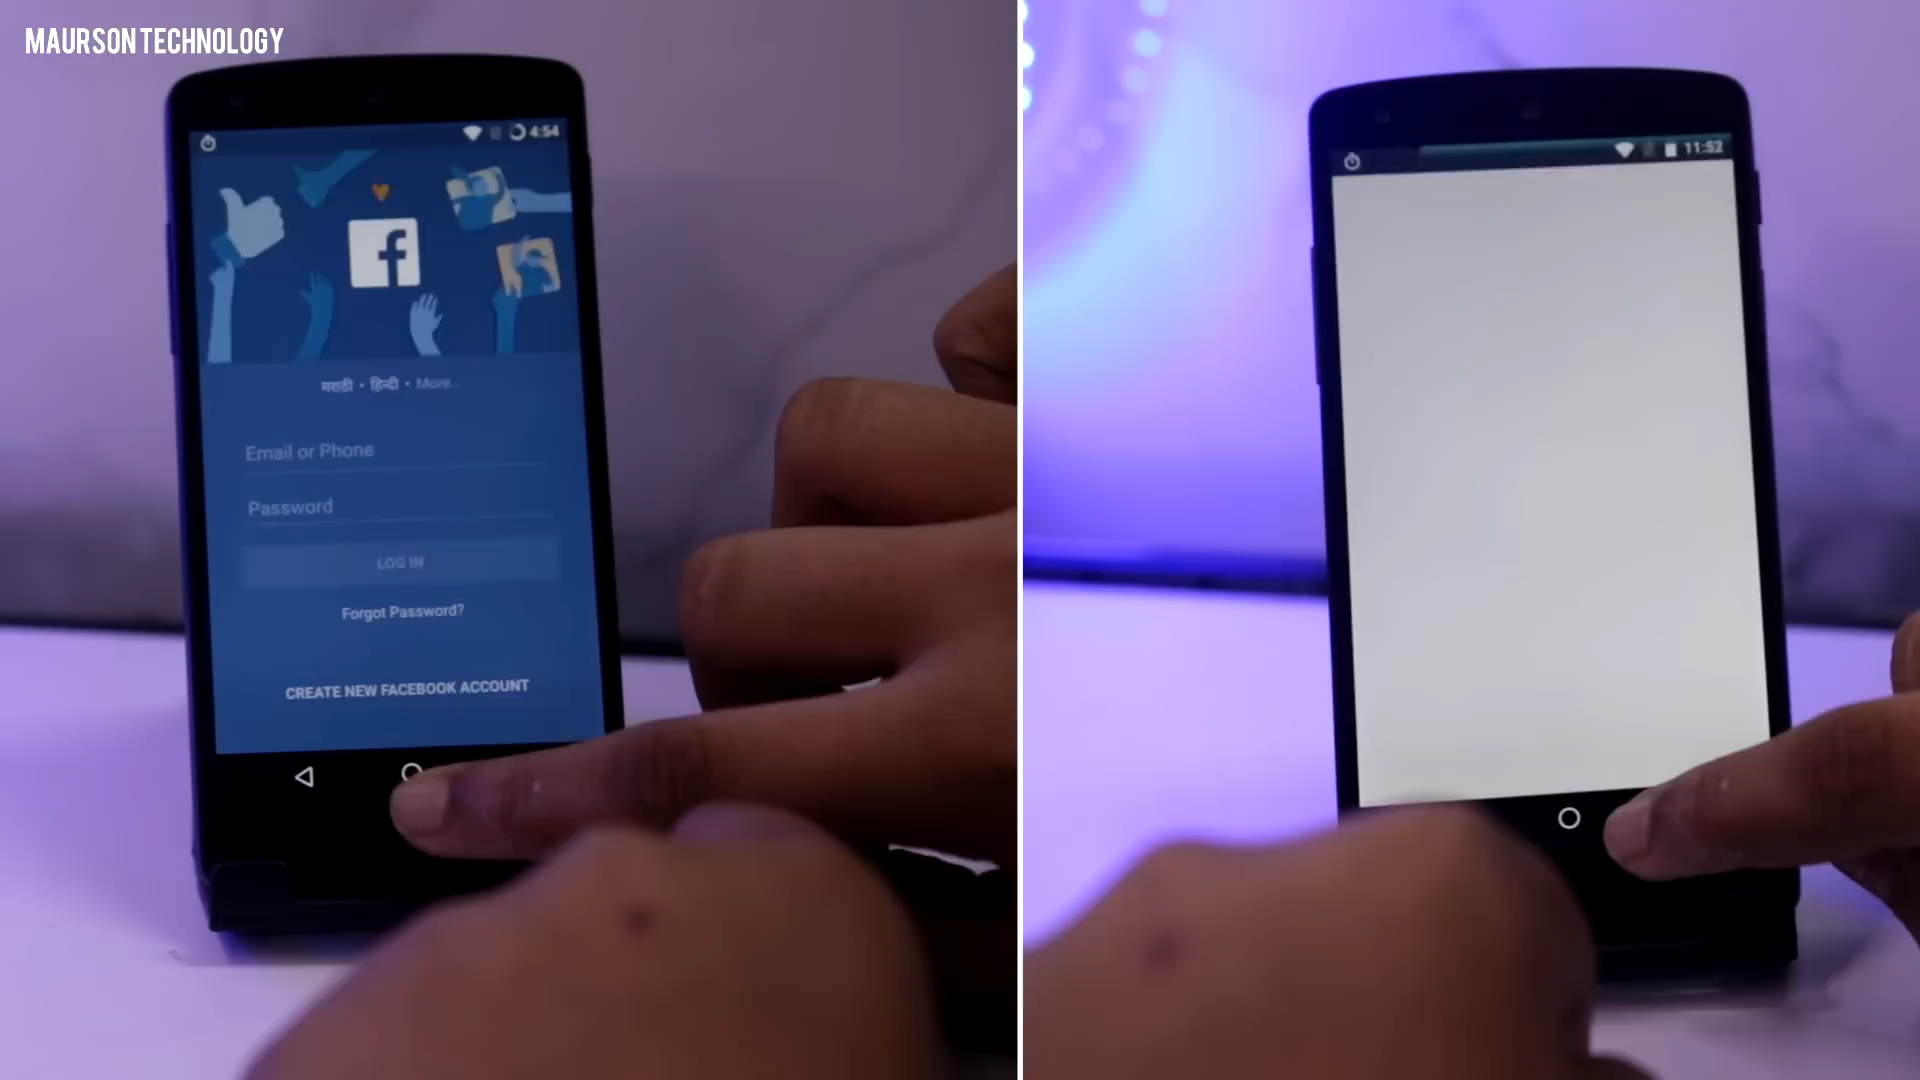 MAURSON TECHNOLOGY
4:54
f
मराठी • हिन्दी • More...
Email or Phone
Password
LOG IN
Forgot Password?
CREATE NEW FACEBOOK ACCOUNT
11:52